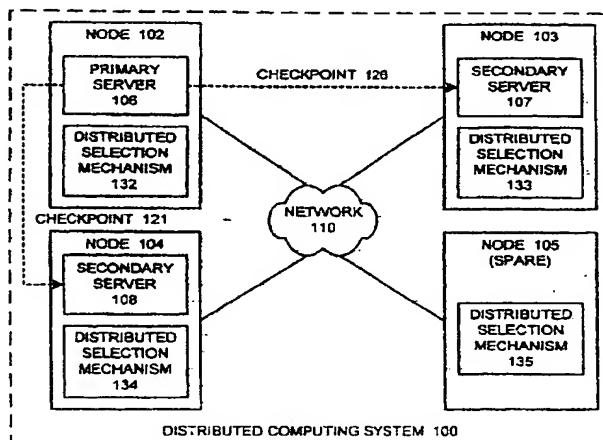 NODE 102
PRIMARY
SERVER
106
DISTRIBUTED
SELECTION
MECHANISM
132
CHECKPOINT 126
NODE 103
SECONDARY
SERVER
107
DISTRIBUTED
SELECTION
MECHANISM
133
NETWORK
110
CHECKPOINT 121
NODE 104
SECONDARY
SERVER
108
DISTRIBUTED
SELECTION
MECHANISM
134
NODE 105
(SPARE)
DISTRIBUTED
SELECTION
MECHANISM
135
DISTRIBUTED COMPUTING SYSTEM 100